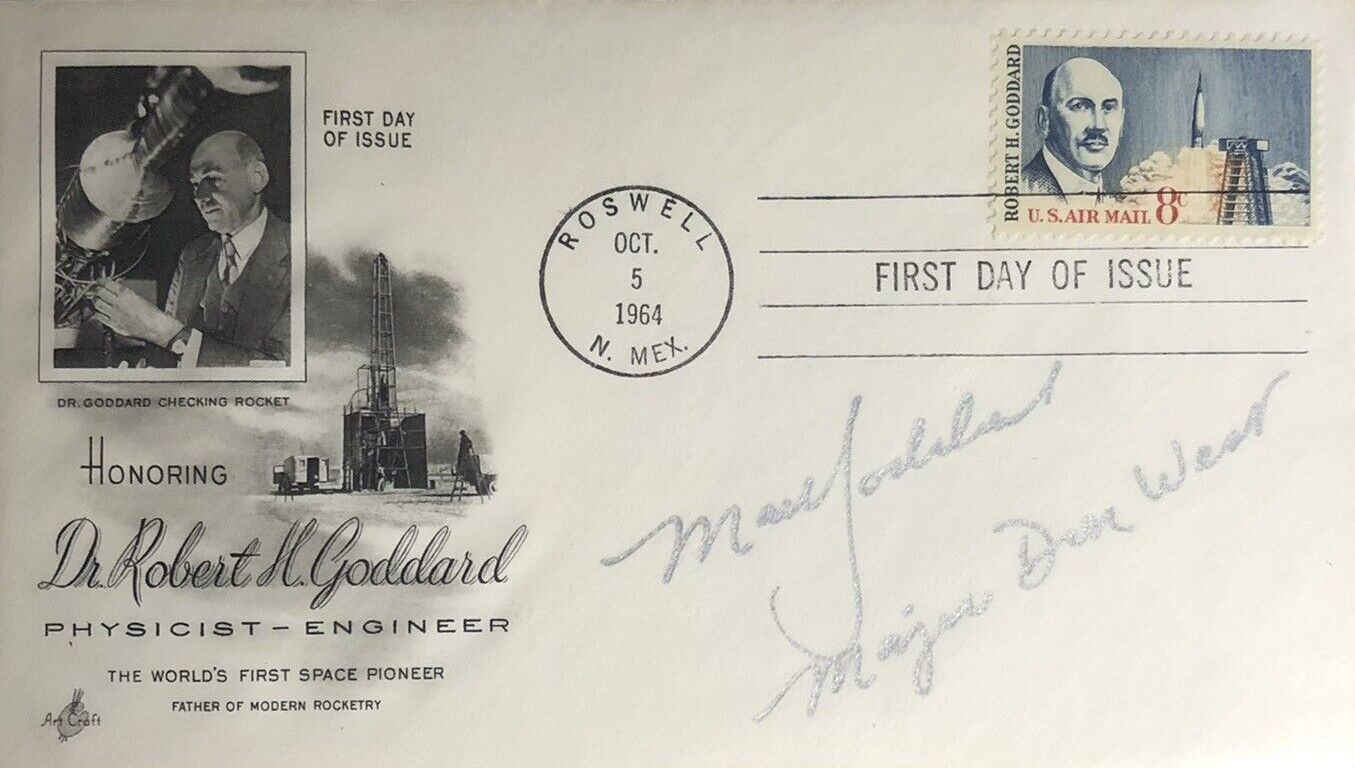 FIRST DAY
OF ISSUE
DR. GODDARD CHECKING ROCKET
HONORING
Dr. Robert H. Goddard
PHYSICIST - ENGINEER
THE WORLD'S FIRST SPACE PIONEER
FATHER OF MODERN ROCKETRY
Art Craft
ROSWELL
OCT.
5
1964
N. MEX.
ROBERT H. GODDARD
U.S. AIR MAIL 8¢
FIRST DAY OF ISSUE
Major Don West